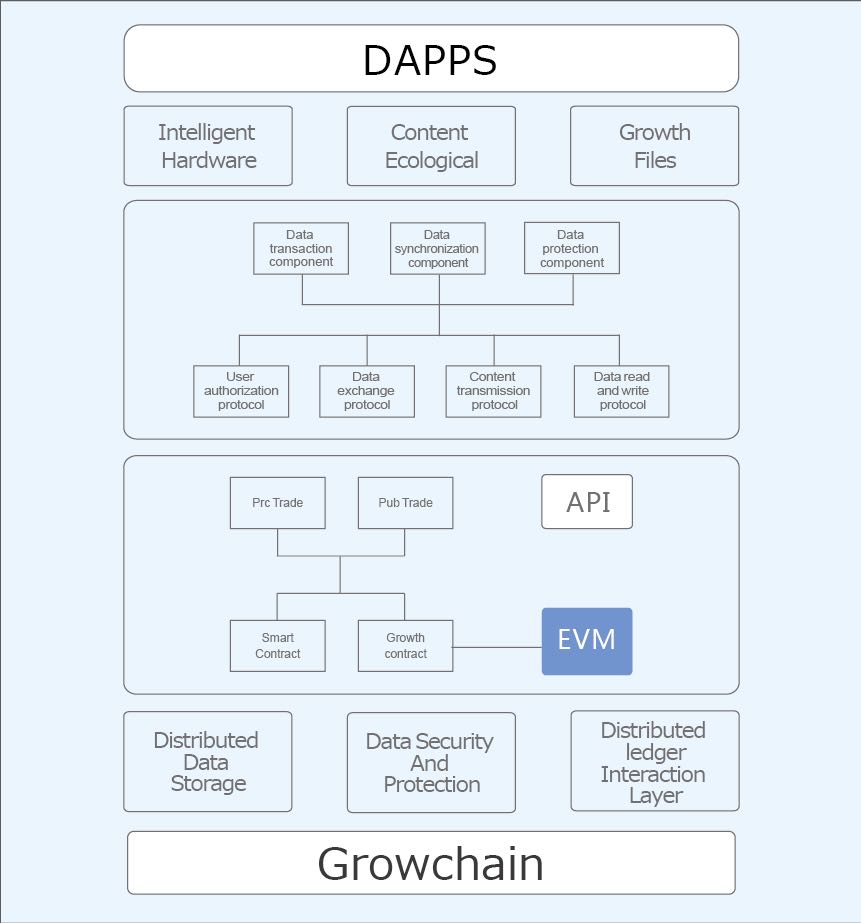 DAPPS
Intelligent
Hardware
Content
Ecological
Growth
Files
Data
transaction
component
Data
synchronization
component
Data
protection
component
User
authorization
protocol
Data
exchange
protocol
Content
transmission
protocol
Data read
and write
protocol
Prc Trade
Pub Trade
API
Smart
Contract
Growth
contract
EVM
Distributed
Data
Storage
Data Security
And
Protection
Distributed
ledger
Interaction
Layer
Growchain